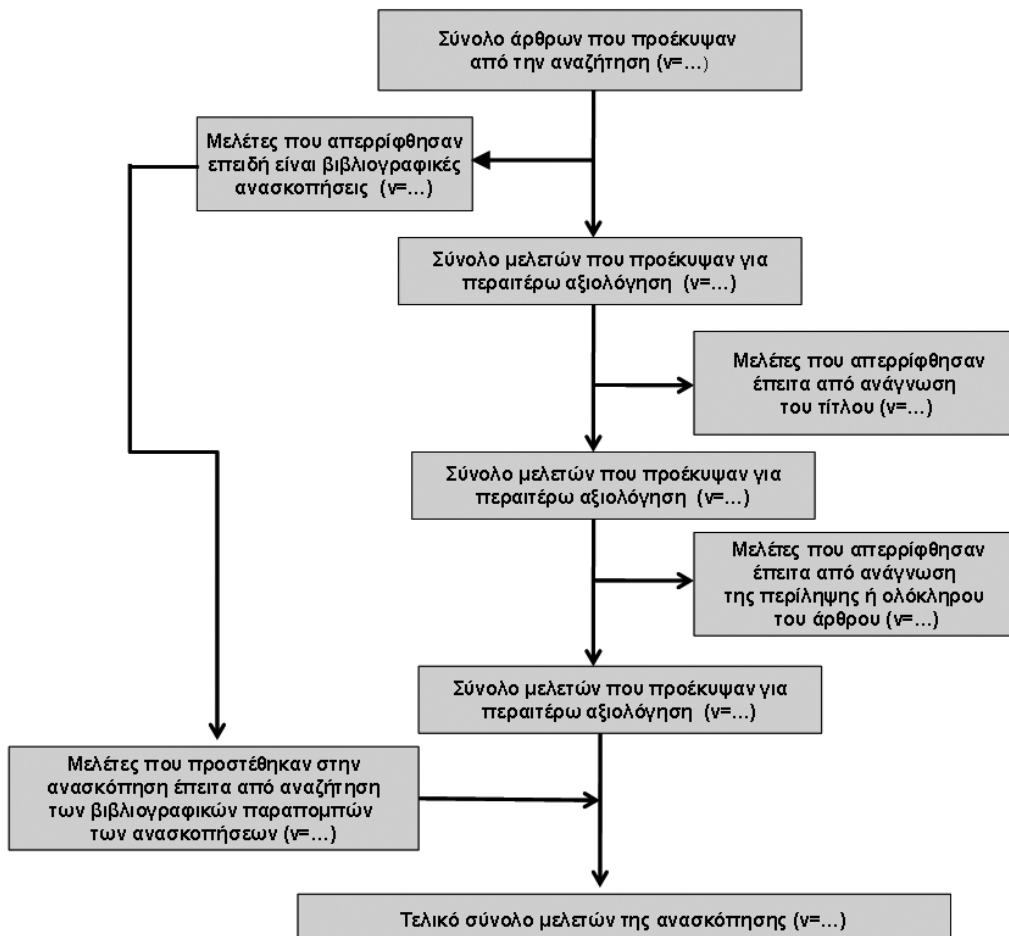 Σύνολο άρθρων που προέκυψαν
από την αναζήτηση (ν=...)
Μελέτες που απερρίφθησαν
επειδή είναι βιβλιογραφικές
ανασκοπήσεις (ν=...)
Σύνολο μελετών που προέκυψαν για
περαιτέρω αξιολόγηση (ν=...)
Μελέτες που απερρίφθησαν
έπειτα από ανάγνωση
του τίτλου (ν=...)
Σύνολο μελετών που προέκυψαν για
περαιτέρω αξιολόγηση (ν=...)
Μελέτες που απερρίφθησαν
έπειτα από ανάγνωση
της περίληψης ή ολόκληρου
του άρθρου (ν=...)
Σύνολο μελετών που προέκυψαν για
περαιτέρω αξιολόγηση (ν=...)
Μελέτες που προστέθηκαν στην
ανασκόπηση έπειτα από αναζήτηση
των βιβλιογραφικών παραπομπών
των ανασκοπήσεων (ν=...)
Τελικό σύνολο μελετών της ανασκόπησης (ν=...)